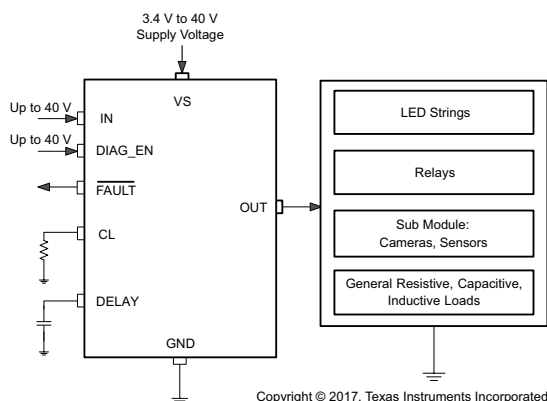 3.4 V to 40 V
Supply Voltage
VS
Up to 40 V
IN
Up to 40 V
DIAG_EN
FAULT
OUT
CL
DELAY
GND
LED Strings
Relays
Sub Module:
Cameras, Sensors
General Resistive, Capacitive,
Inductive Loads
Copyright © 2017, Texas Instruments Incorporated